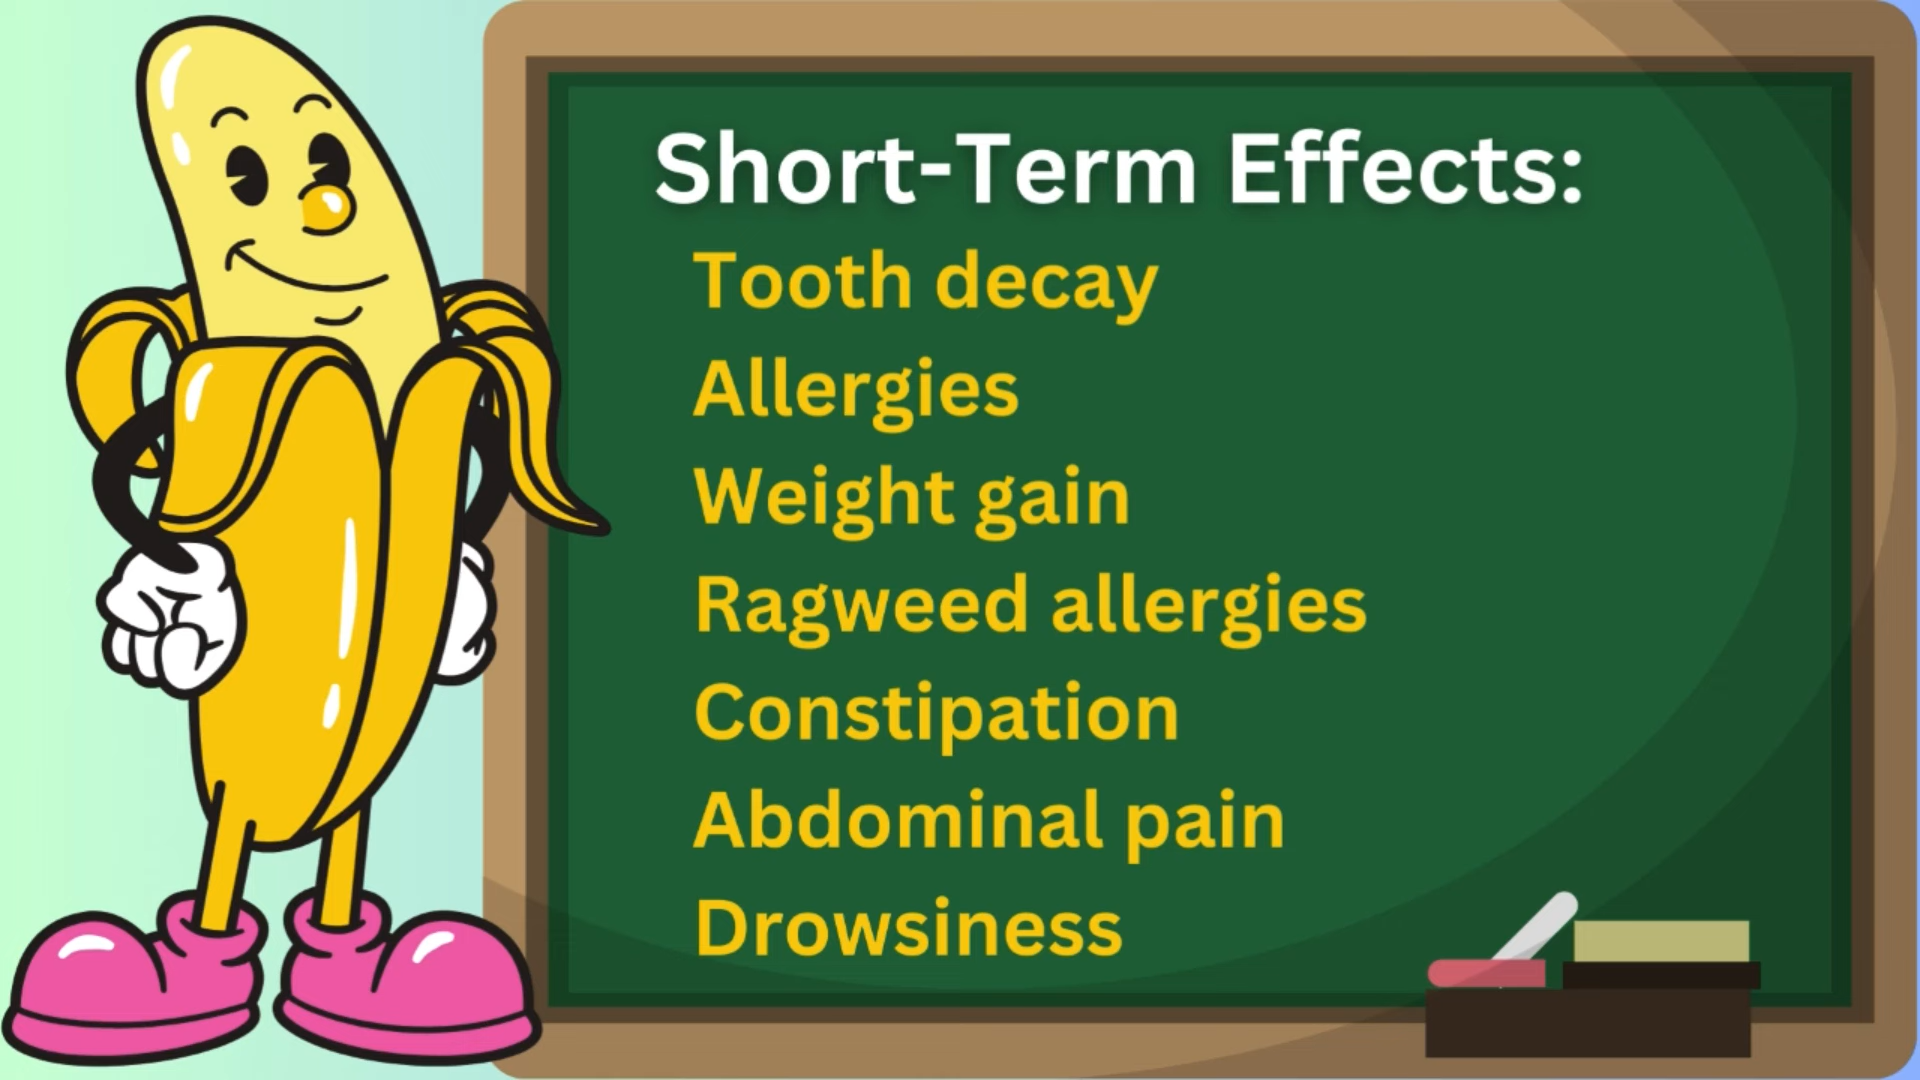 Short-Term Effects:
Tooth decay
Allergies
Weight gain
Ragweed allergies
Constipation
Abdominal pain
Drowsiness